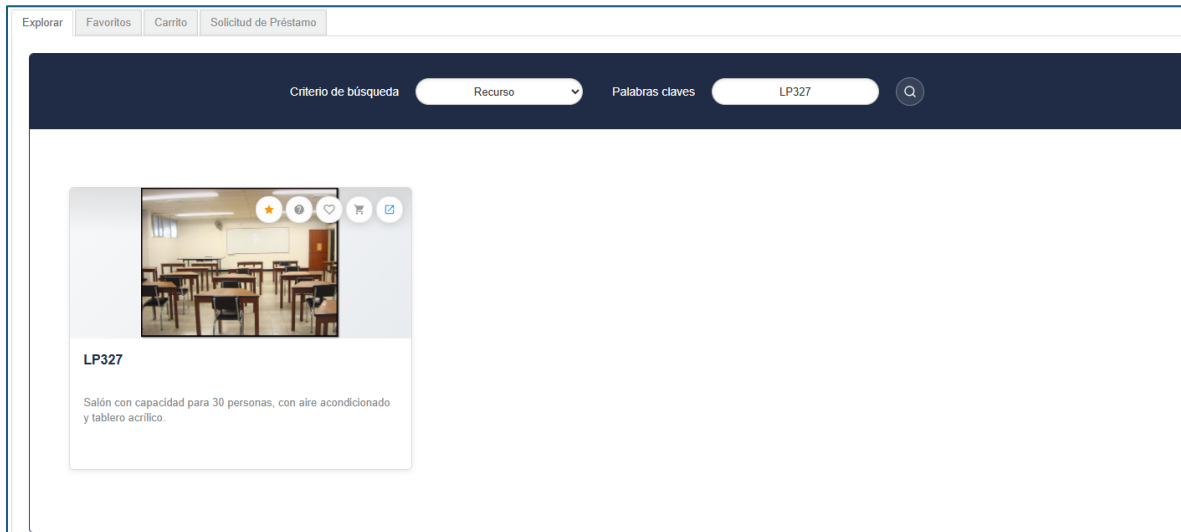 Explorar Favoritos Carrito Solicitud de Préstamo
Criterio de búsqueda Recurso Palabras claves LP327
LP327
Salón con capacidad para 30 personas, con aire acondicionado
y tablero acrílico.